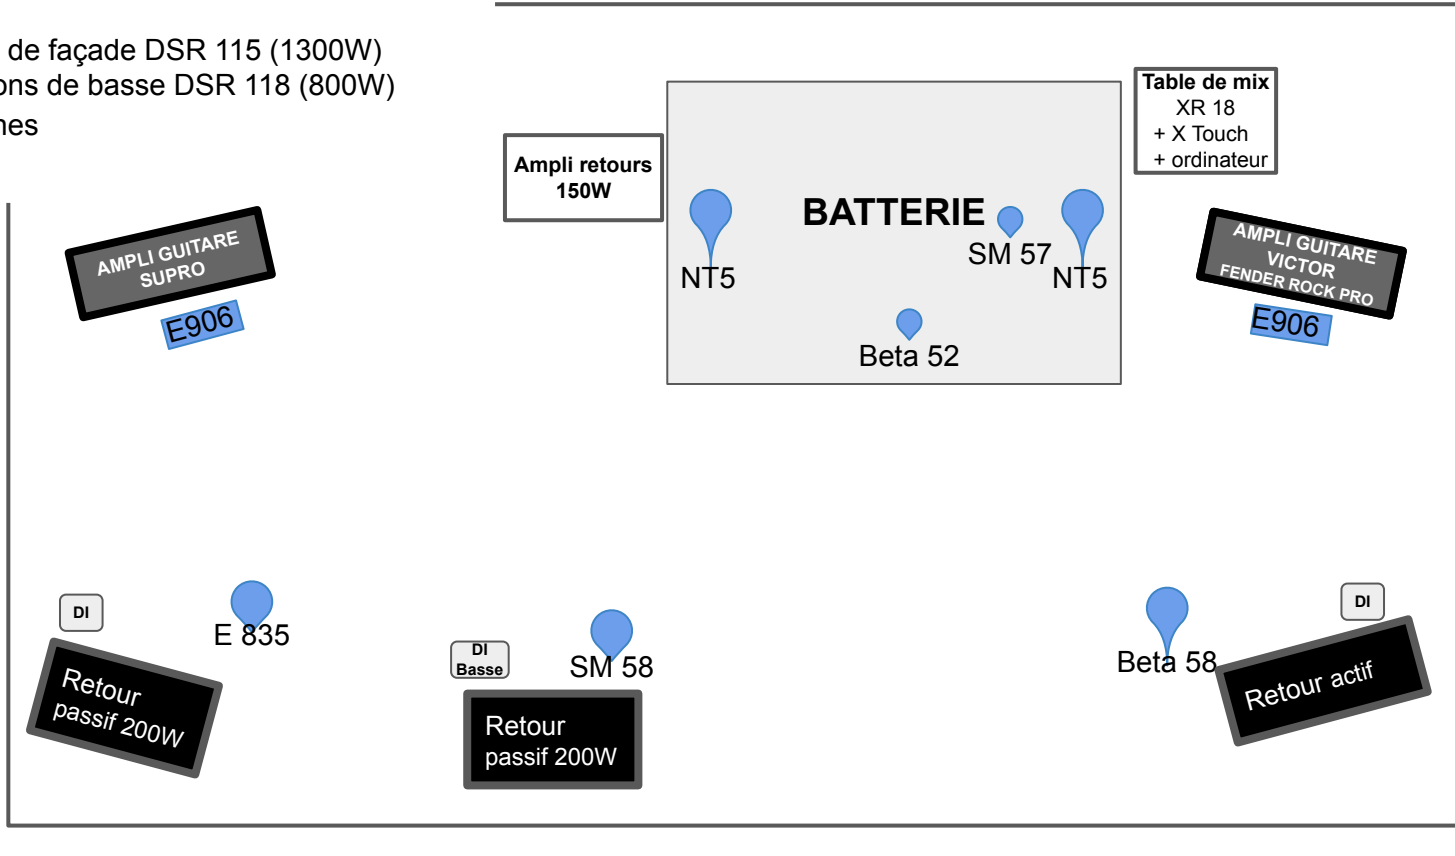 de façade DSR 115 (1300W)
de basse DSR 118 (800W)
Table de mix
XR 18
+ X Touch
+ ordinateur
Ampli retours
150W
BATTERIE
NT5
SM 57
NT5
Beta 52
AMPLI GUITARE
SUPRO
E906
AMPLI GUITARE
VICTOR
FENDER ROCK PRO
E906
DI
E 835
DI
Basse
SM 58
Beta 58
DI
Retour
passif 200W
Retour
passif 200W
Retour actif